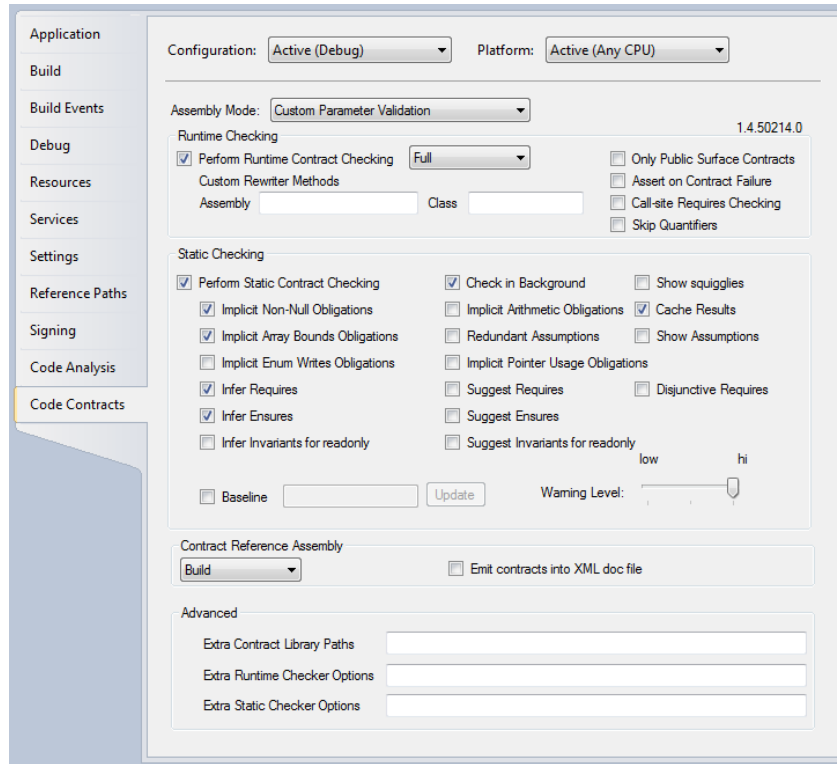 Application
Build
Build Events
Debug
Resources
Services
Settings
Reference Paths
Signing
Code Analysis
Code Contracts
Configuration: Active (Debug) Platform: Active (Any CPU)
Assembly Mode: Custom Parameter Validation
1.4.50214.0
Runtime Checking
Perform Runtime Contract Checking Full Only Public Surface Contracts
Custom Rewriter Methods Assert on Contract Failure
Assembly Class Call-site Requires Checking
Skip Quantifiers
Static Checking
Perform Static Contract Checking Check in Background Show squigglies
Implicit Non-Null Obligations Implicit Arithmetic Obligations Cache Results
Implicit Array Bounds Obligations Redundant Assumptions Show Assumptions
Implicit Enum Writes Obligations Implicit Pointer Usage Obligations
Infer Requires Suggest Requires Disjunctive Requires
Infer Ensures Suggest Ensures
Infer Invariants for readonly Suggest Invariants for readonly
low hi
Baseline Update Warning Level:
Contract Reference Assembly
Build Emit contracts into XML doc file
Advanced
Extra Contract Library Paths
Extra Runtime Checker Options
Extra Static Checker Options